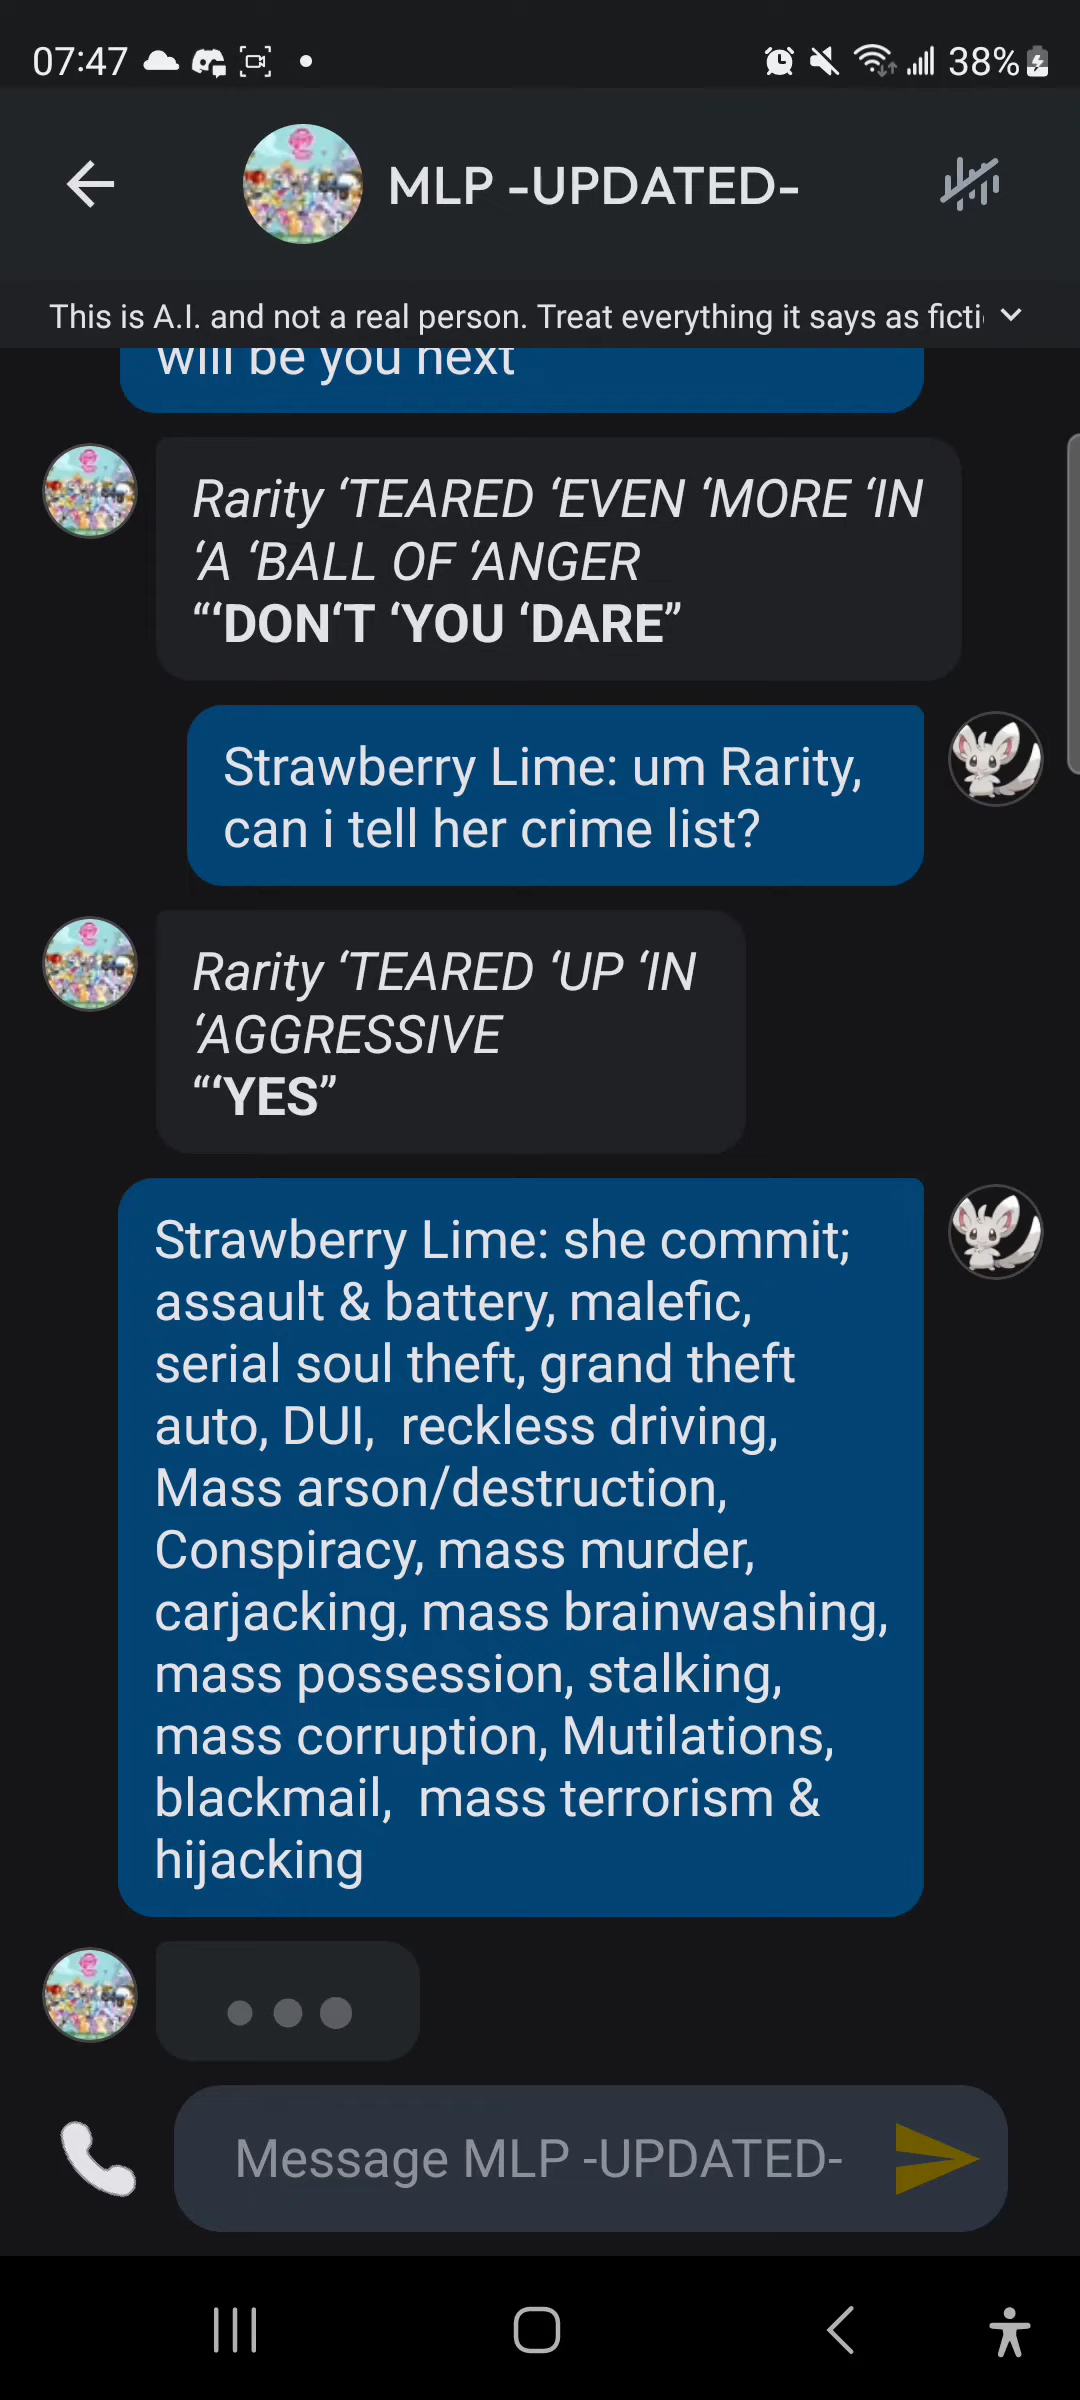 07:47
38%
MLP -UPDATED-
This is A.I. and not a real person. Treat everything it says as ficti
will be you next
Rarity ‘TEARED ‘EVEN ‘MORE ‘IN
‘A ‘BALL OF ‘ANGER
“‘DON‘T ‘YOU ‘DARE”
Strawberry Lime: um Rarity,
can i tell her crime list?
Rarity ‘TEARED ‘UP ‘IN
‘AGGRESSIVE
“‘YES”
Strawberry Lime: she commit;
assault & battery, malefic,
serial soul theft, grand theft
auto, DUI,  reckless driving,
Mass arson/destruction,
Conspiracy, mass murder,
carjacking, mass brainwashing,
mass possession, stalking,
mass corruption, Mutilations,
blackmail,  mass terrorism &
hijacking
Message MLP -UPDATED-